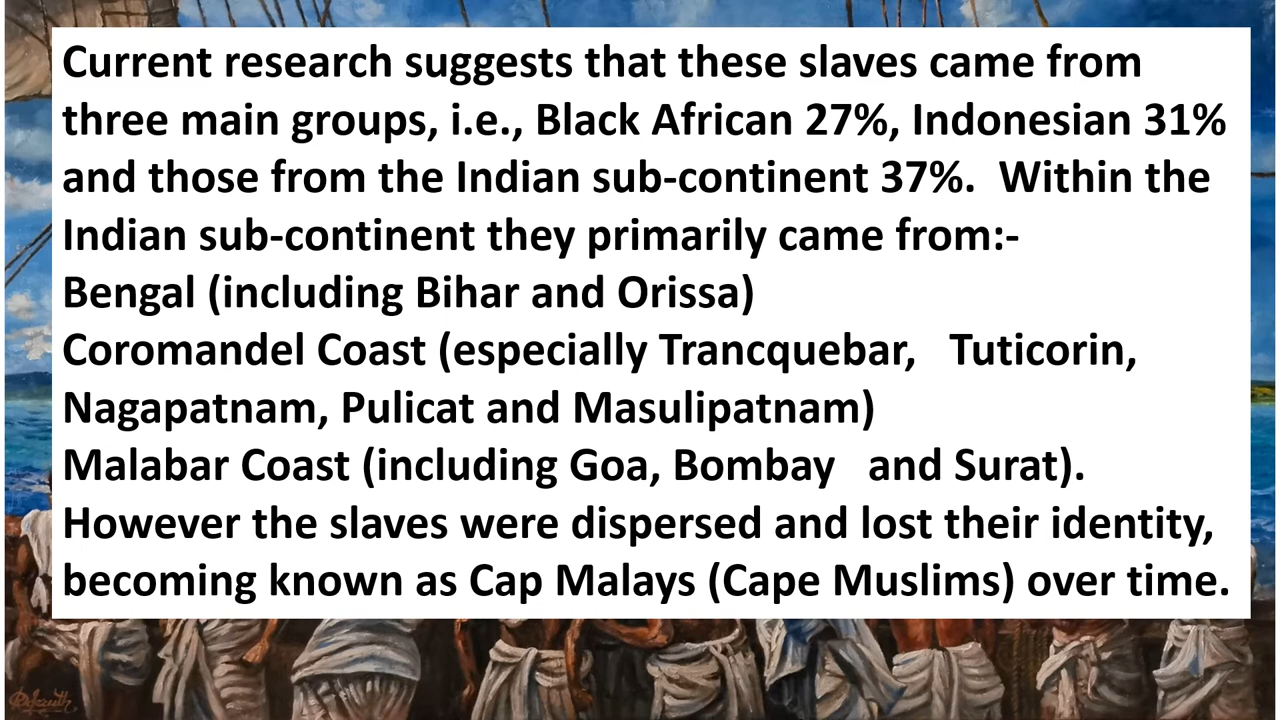 Current research suggests that these slaves came from
three main groups, i.e., Black African 27%, Indonesian 31%
and those from the Indian sub-continent 37%.  Within the
Indian sub-continent they primarily came from:-
Bengal (including Bihar and Orissa)
Coromandel Coast (especially Trancquebar,   Tuticorin,
Nagapatnam, Pulicat and Masulipatnam)
Malabar Coast (including Goa, Bombay   and Surat).
However the slaves were dispersed and lost their identity,
becoming known as Cap Malays (Cape Muslims) over time.